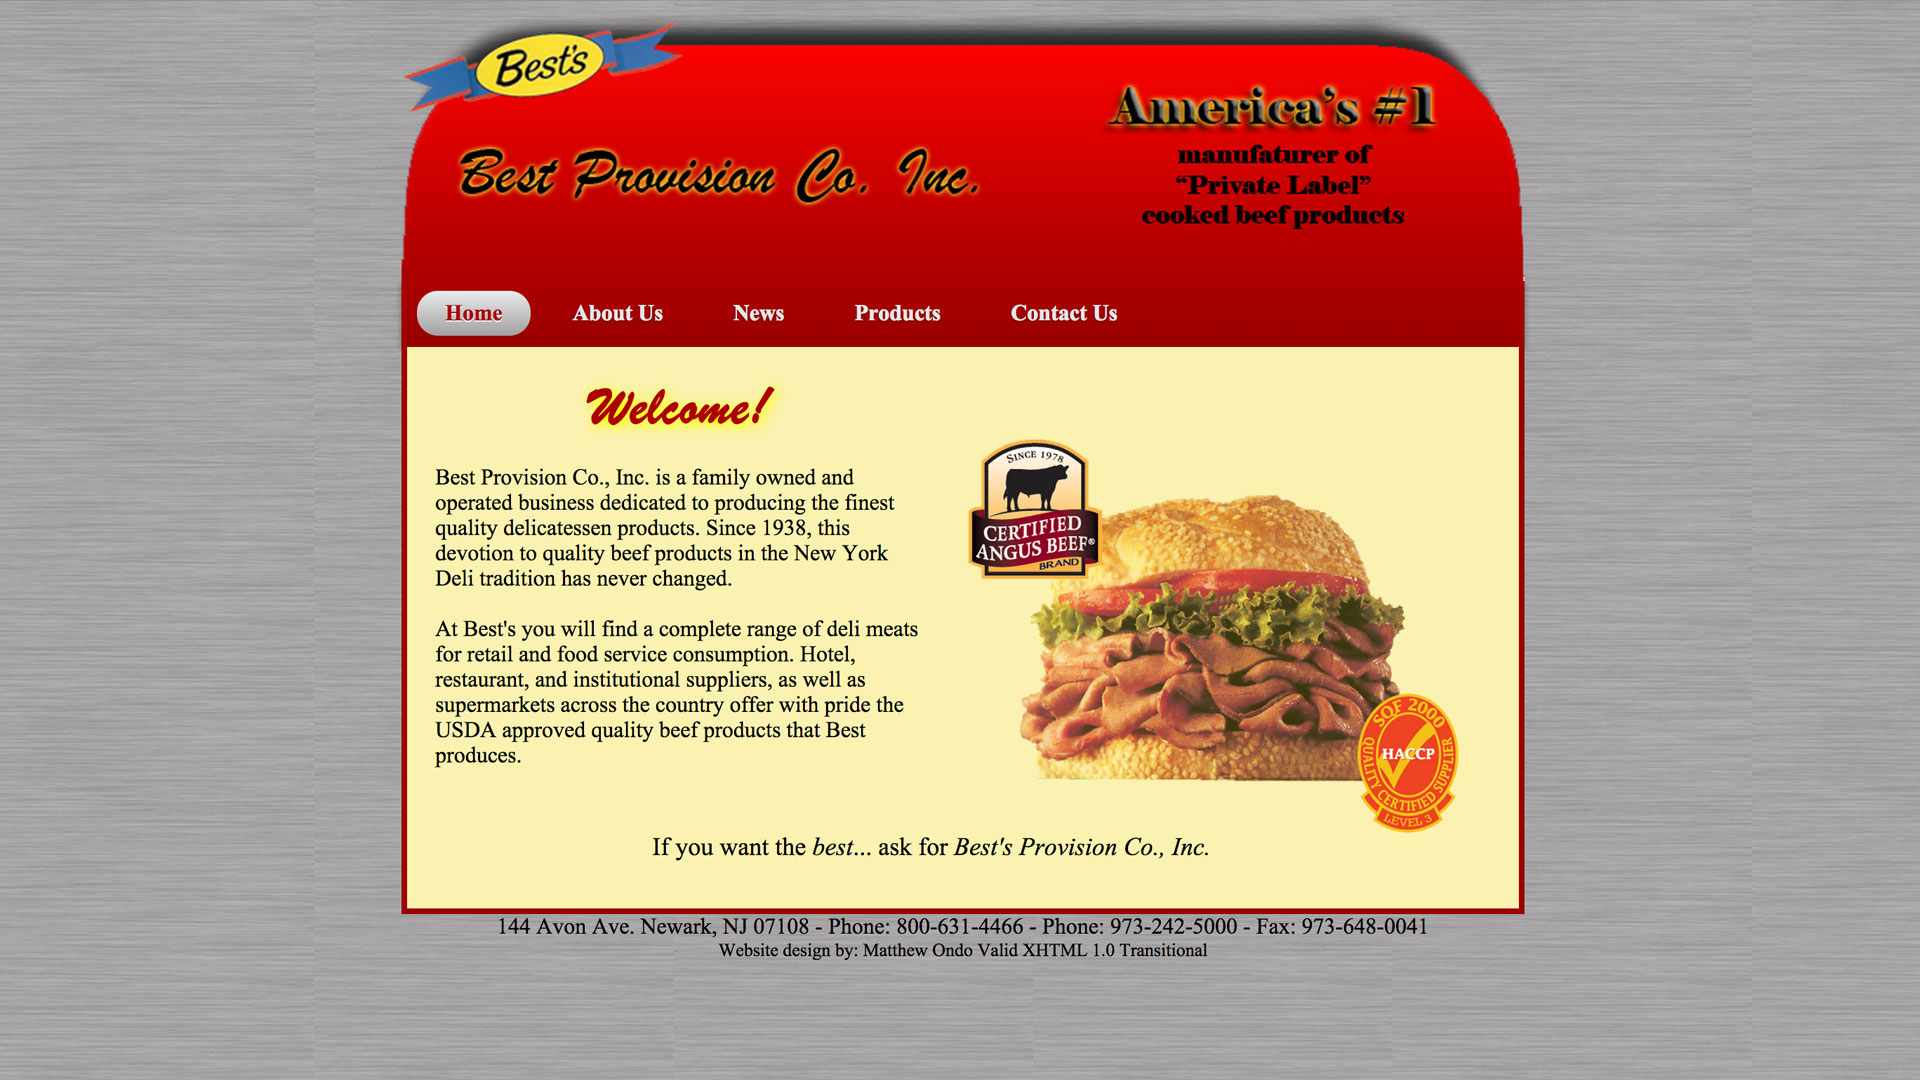 Best's
America's #1
Best Provision Co. Inc.
manufaturer of
“Private Label”
cooked beef products
Home
About Us
News
Products
Contact Us
Welcome!
Best Provision Co., Inc. is a family owned and
operated business dedicated to producing the finest
quality delicatessen products. Since 1938, this
devotion to quality beef products in the New York
Deli tradition has never changed.
At Best's you will find a complete range of deli meats
for retail and food service consumption. Hotel,
restaurant, and institutional suppliers, as well as
supermarkets across the country offer with pride the
USDA approved quality beef products that Best
produces.
SINCE 1978
CERTIFIED
ANGUS BEEF®
BRAND
SQF 2000
HACCP
QUALITY CERTIFIED SUPPLIER
LEVEL 3
If you want the best... ask for Best's Provision Co., Inc.
144 Avon Ave. Newark, NJ 07108 - Phone: 800-631-4466 - Phone: 973-242-5000 - Fax: 973-648-0041
Website design by: Matthew Ondo Valid XHTML 1.0 Transitional